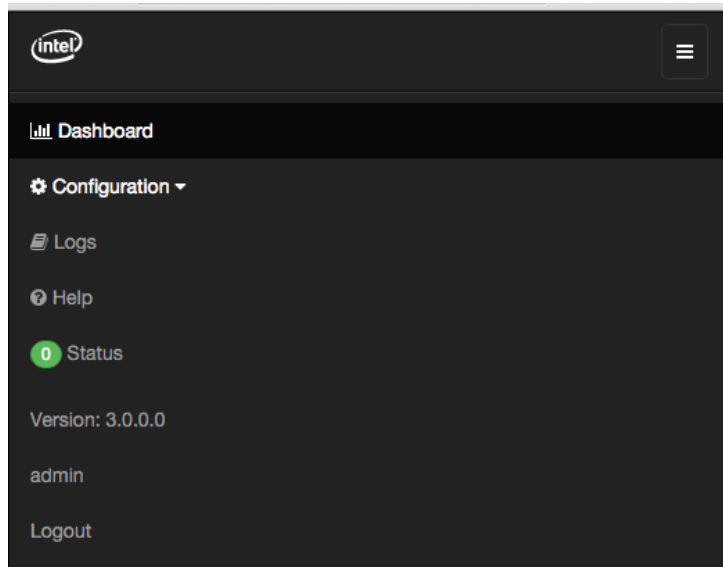 intel
Dashboard
Configuration
Logs
Help
0 Status
Version: 3.0.0.0
admin
Logout